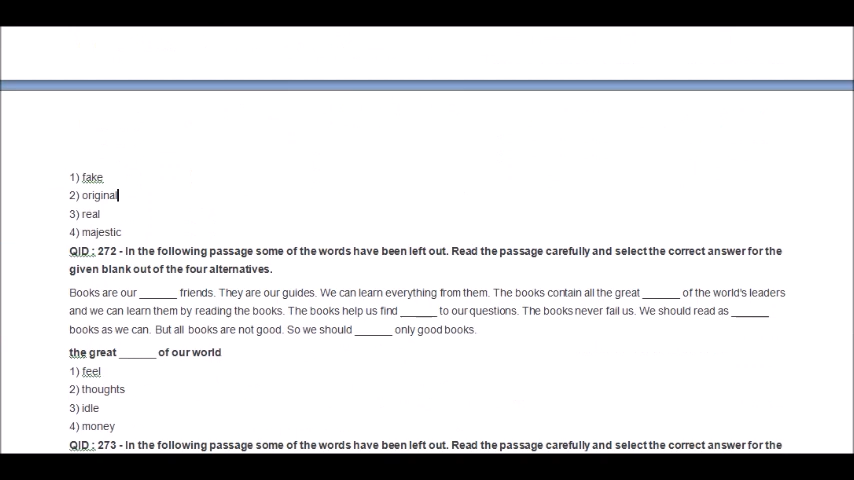 1) fake
2) original
3) real
4) majestic
QID : 272 - In the following passage some of the words have been left out. Read the passage carefully and select the correct answer for the
given blank out of the four alternatives.
Books are our ______ friends. They are our guides. We can learn everything from them. The books contain all the great ______ of the world's leaders
and we can learn them by reading the books. The books help us find ______ to our questions. The books never fail us. We should read as ______
books as we can. But all books are not good. So we should ______ only good books.
the great ______ of our world
1) feel
2) thoughts
3) idle
4) money
QID : 273 - In the following passage some of the words have been left out. Read the passage carefully and select the correct answer for the